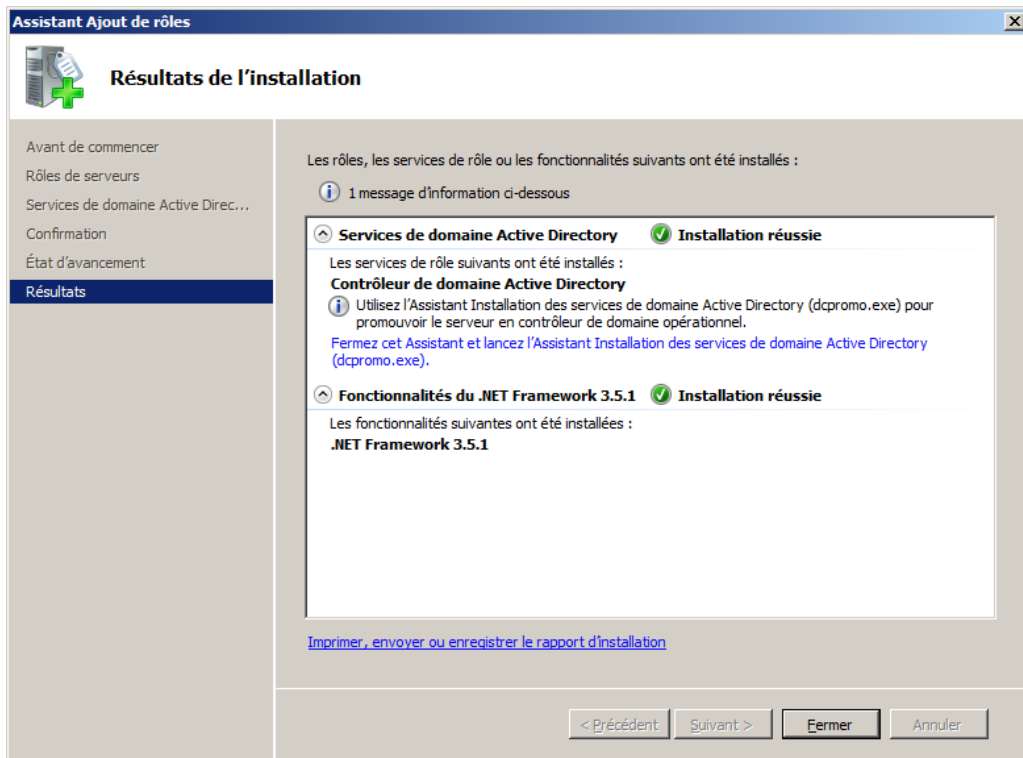 Assistant Ajout de rôles
Résultats de l'installation
Avant de commencer
Rôles de serveurs
Services de domaine Active Direc...
Confirmation
État d'avancement
Résultats
Les rôles, les services de rôle ou les fonctionnalités suivants ont été installés :
1 message d'information ci-dessous
Services de domaine Active Directory Installation réussie
Les services de rôle suivants ont été installés :
Contrôleur de domaine Active Directory
Utilisez l'Assistant Installation des services de domaine Active Directory (dcpromo.exe) pour
promouvoir le serveur en contrôleur de domaine opérationnel.
Fermez cet Assistant et lancez l'Assistant Installation des services de domaine Active Directory
(dcpromo.exe).
Fonctionnalités du .NET Framework 3.5.1 Installation réussie
Les fonctionnalités suivantes ont été installées :
.NET Framework 3.5.1
Imprimer, envoyer ou enregistrer le rapport d'installation
< Précédent Suivant > Fermer Annuler